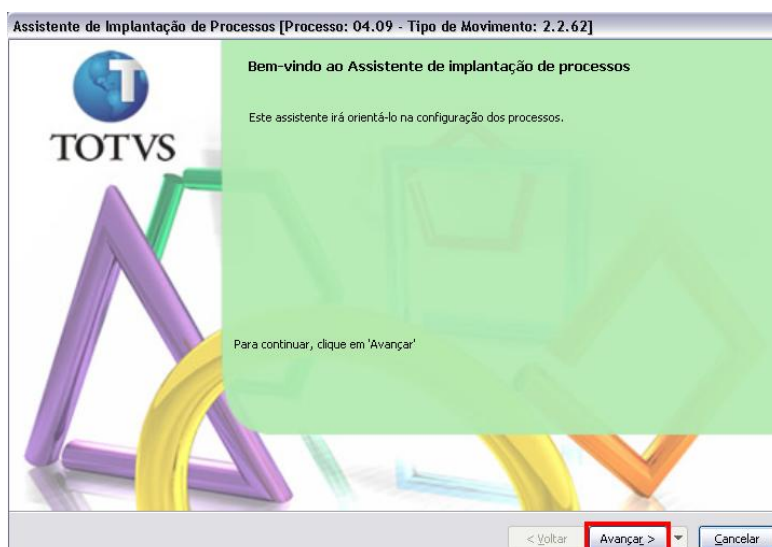 Assistente de Implantação de Processos [Processo: 04.09 - Tipo de Movimento: 2.2.62]
Bem-vindo ao Assistente de implantação de processos
Este assistente irá orientá-lo na configuração dos processos.
TOTVS
Para continuar, clique em 'Avançar'
< Voltar Avançar > Cancelar